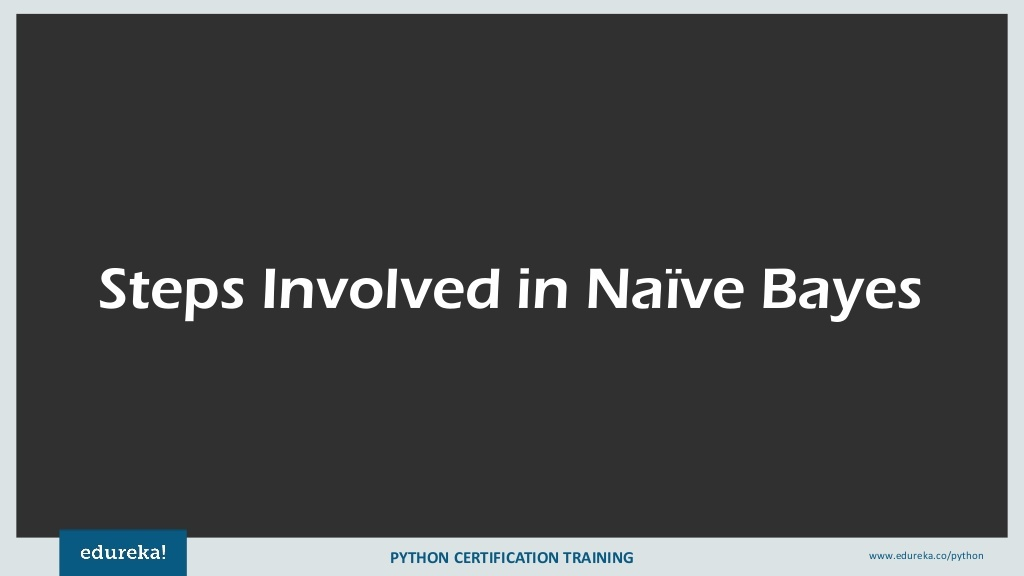 Steps Involved in Naïve Bayes
edureka!
PYTHON CERTIFICATION TRAINING
www.edureka.co/python